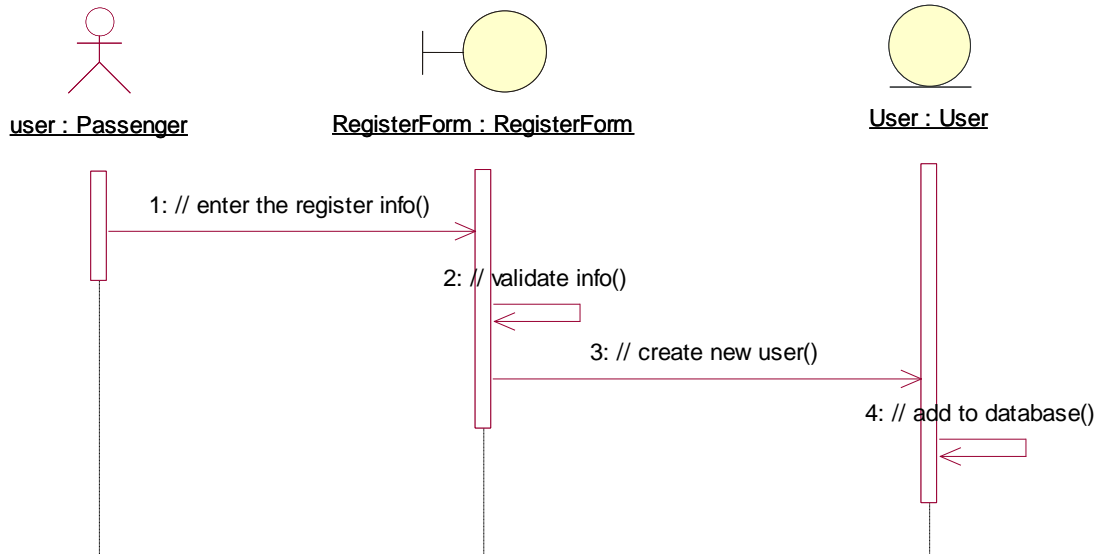 user : Passenger
RegisterForm : RegisterForm
User : User
1: // enter the register info()
2: // validate info()
3: // create new user()
4: // add to database()